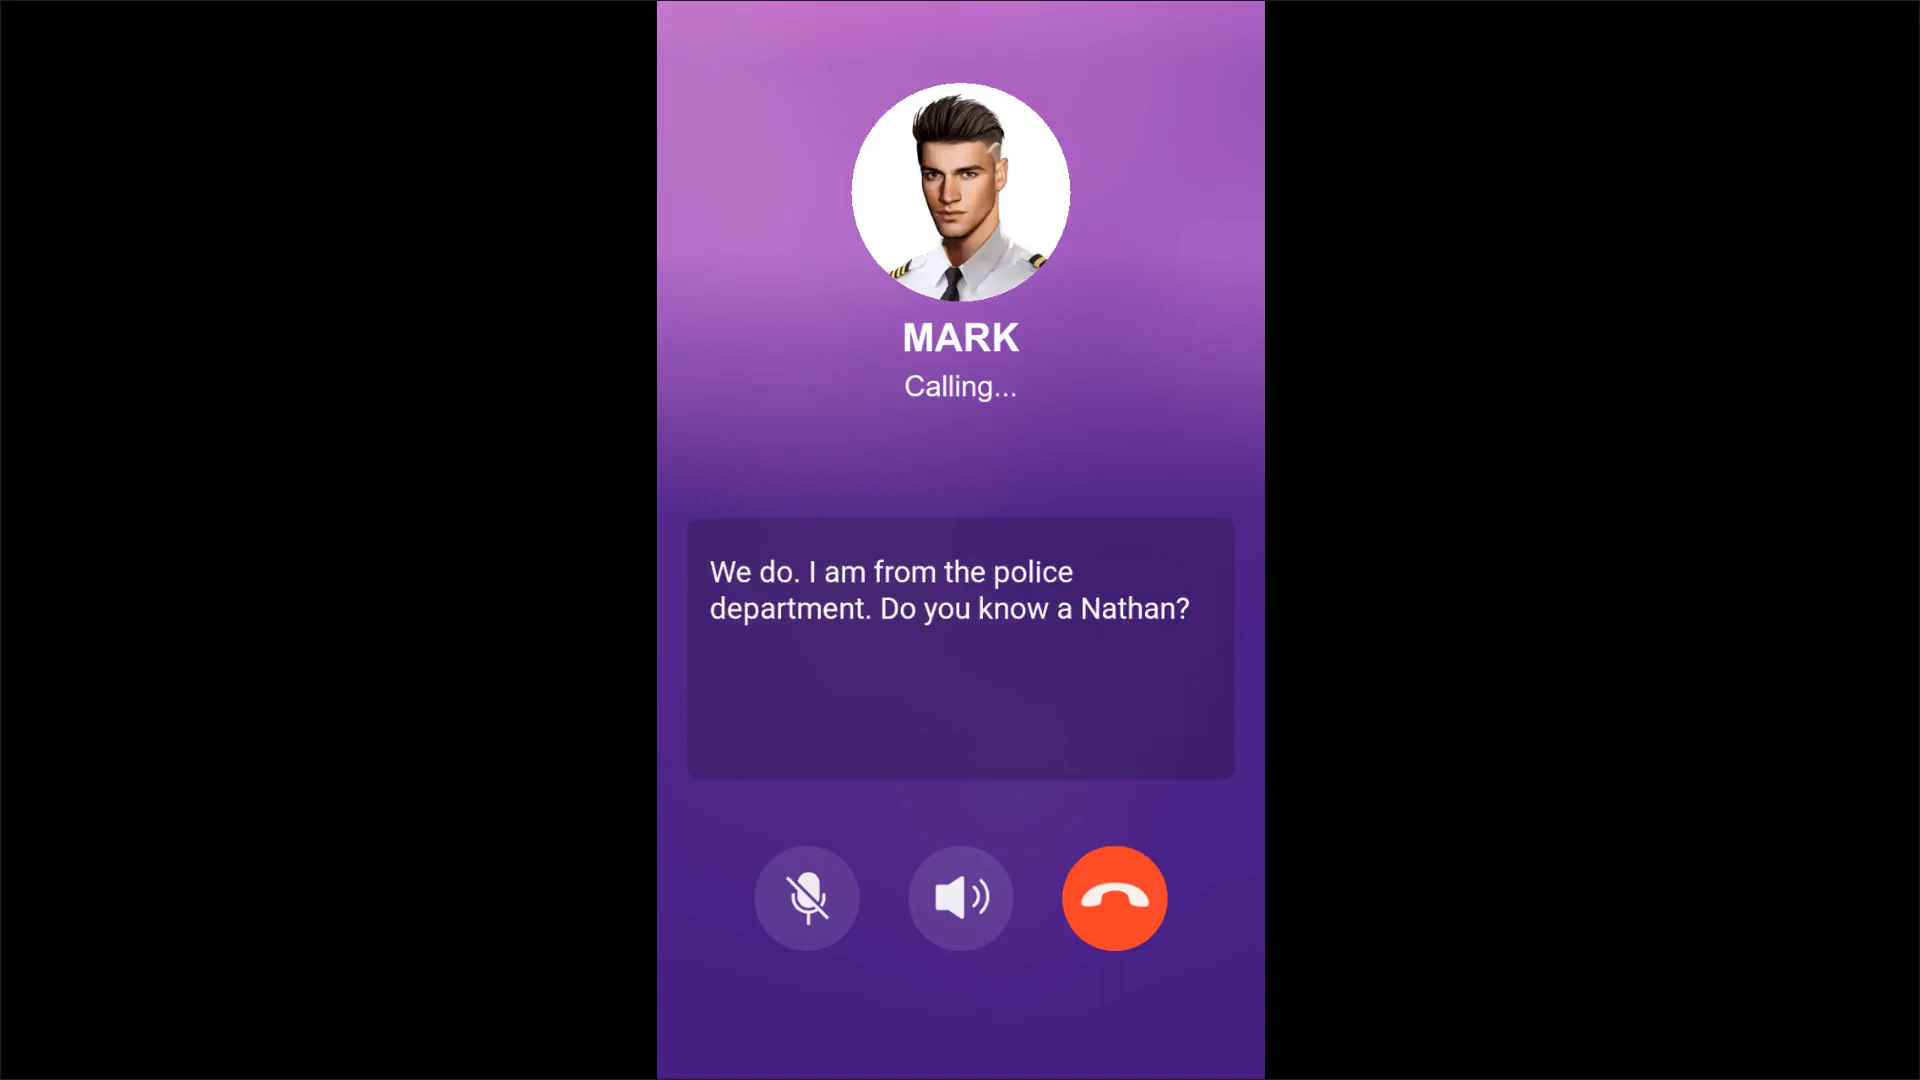 MARK
Calling...
We do. I am from the police
department. Do you know a Nathan?